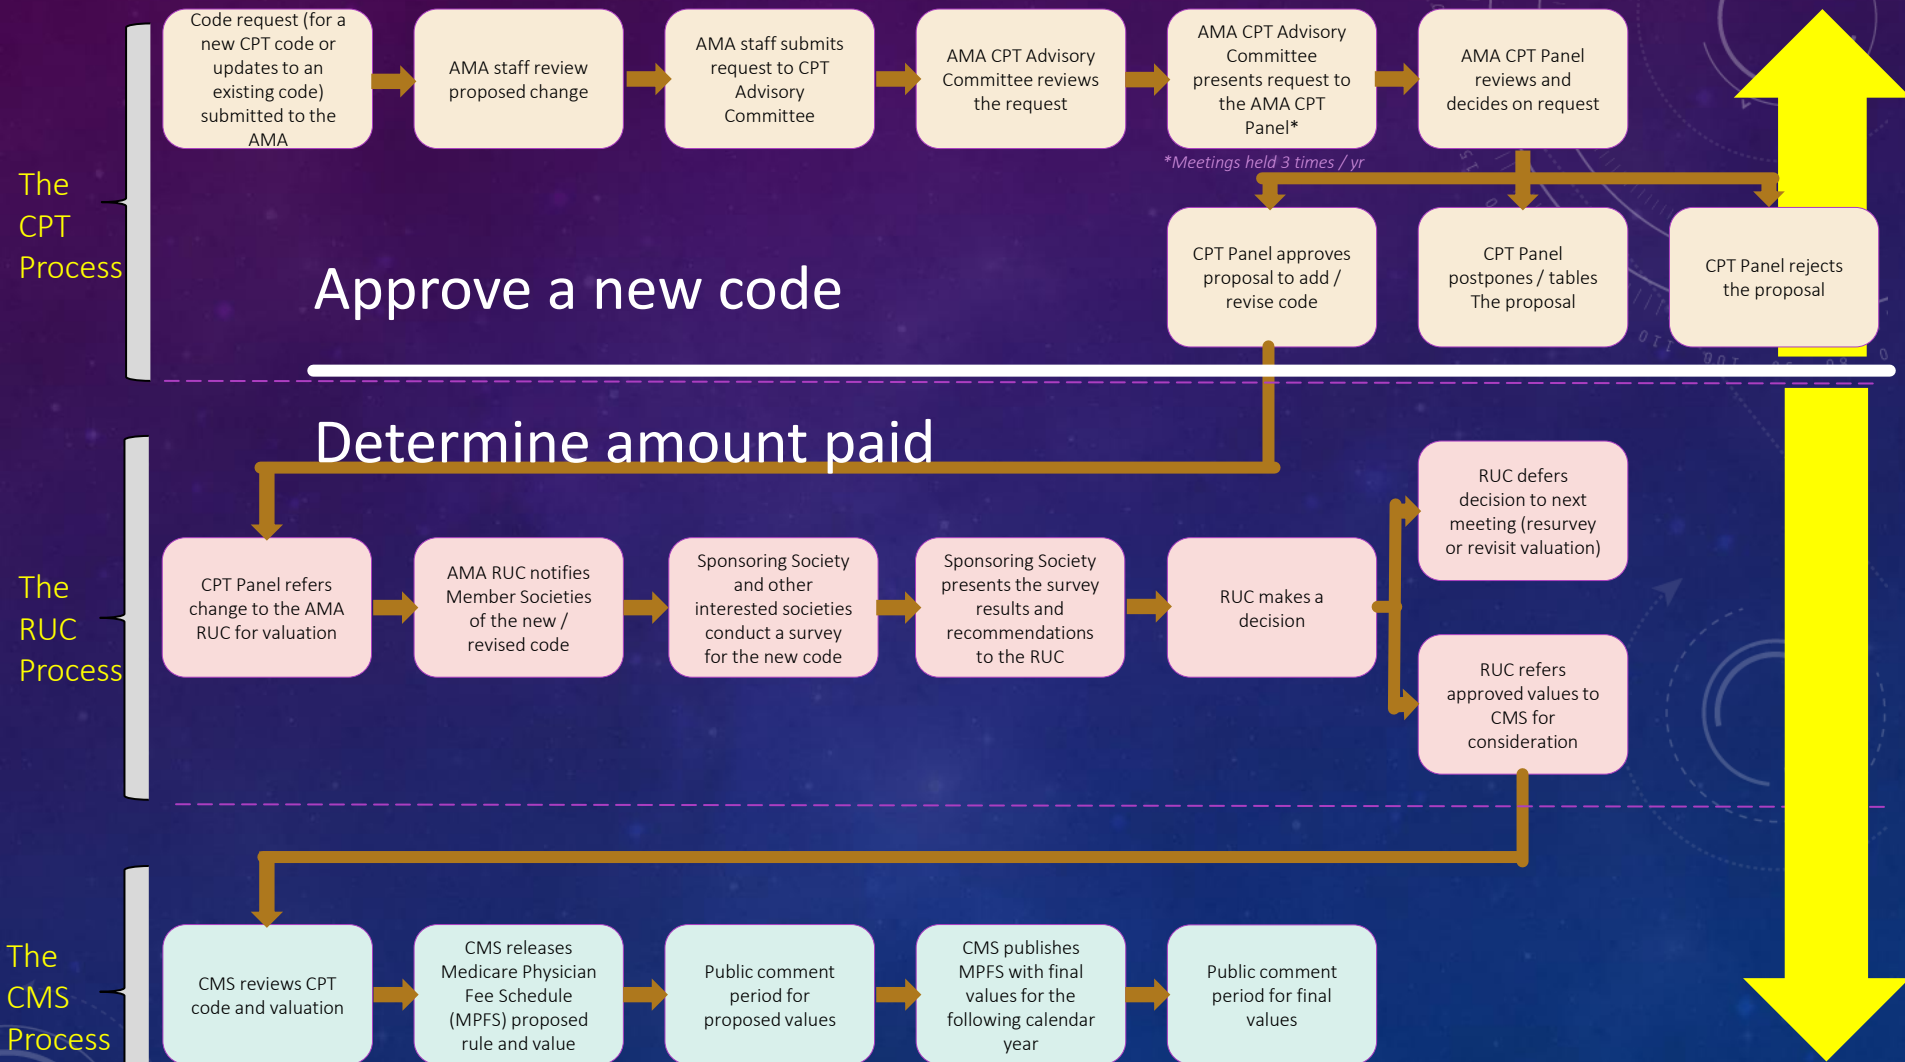 Code request (for a
new CPT code or
updates to an
existing code)
submitted to the
AMA
AMA staff review
proposed change
AMA staff submits
request to CPT
Advisory
Committee
AMA CPT Advisory
Committee reviews
the request
AMA CPT Advisory
Committee
presents request to
the AMA CPT
Panel*
AMA CPT Panel
reviews and
decides on request
*Meetings held 3 times / yr
The
CPT
Process
CPT Panel approves
proposal to add /
revise code
CPT Panel
postpones / tables
The proposal
CPT Panel rejects
the proposal
Approve a new code
Determine amount paid
The
RUC
Process
CPT Panel refers
change to the AMA
RUC for valuation
AMA RUC notifies
Member Societies
of the new /
revised code
Sponsoring Society
and other
interested societies
conduct a survey
for the new code
Sponsoring Society
presents the survey
results and
recommendations
to the RUC
RUC makes a
decision
RUC defers
decision to next
meeting (resurvey
or revisit valuation)
RUC refers
approved values to
CMS for
consideration
The
CMS
Process
CMS reviews CPT
code and valuation
CMS releases
Medicare Physician
Fee Schedule
(MPFS) proposed
rule and value
Public comment
period for
proposed values
CMS publishes
MPFS with final
values for the
following calendar
year
Public comment
period for final
values